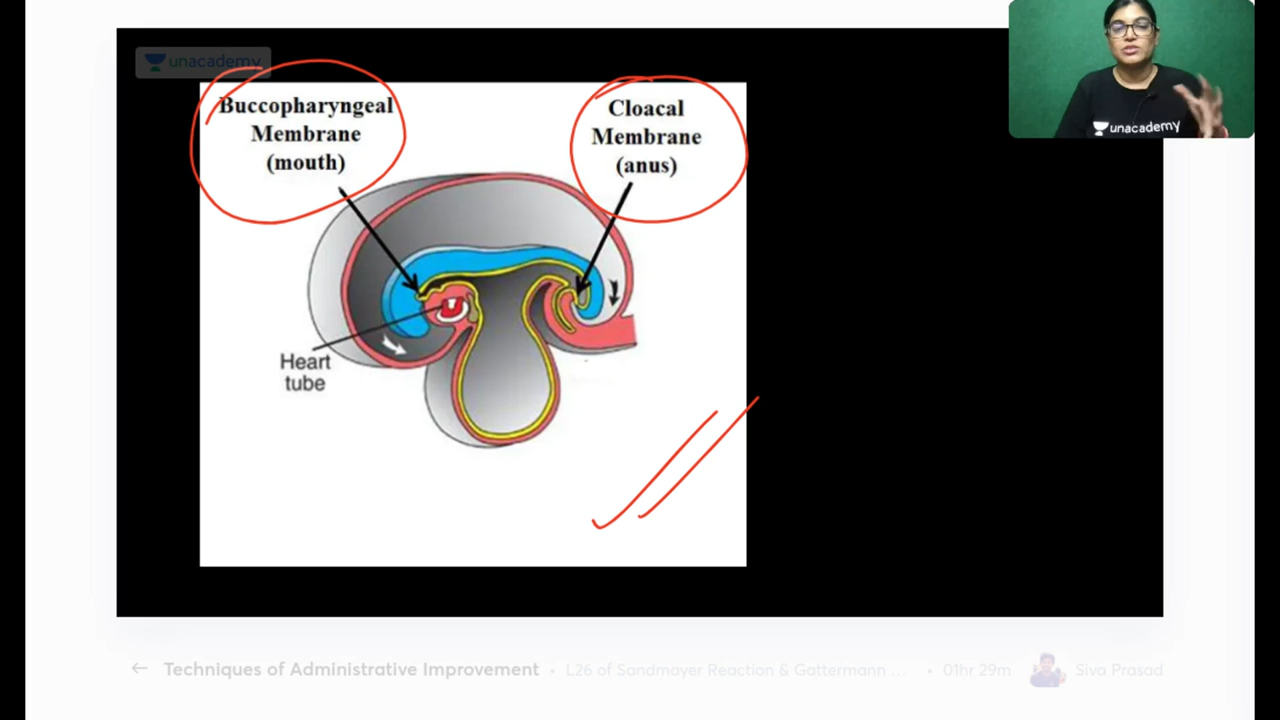 unacademy
Buccopharyngeal
Membrane
(mouth)
Cloacal
Membrane
(anus)
Heart
tube
unacademy
Techniques of Administrative Improvement • L26 of Sandmayer Reaction & Gattermann ... • 01hr 29m Siva Prasad